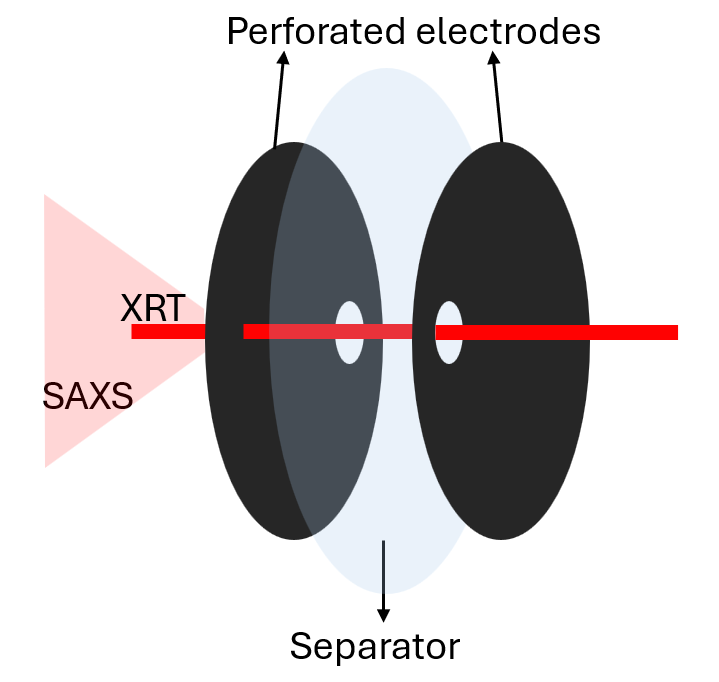 Perforated electrodes
XRT
SAXS
Separator